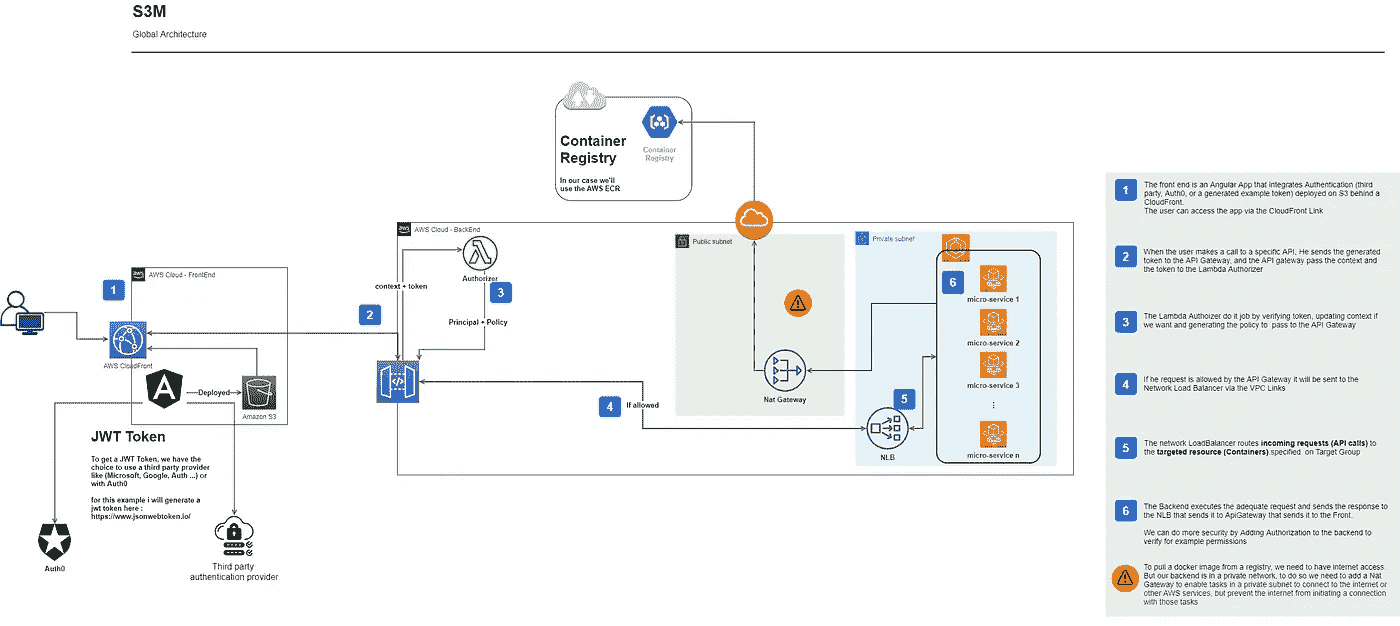 S3M
Global Architecture
Container
Registry
In our case we'll
use the AWS ECR
Container
Registry
AWS Cloud - BackEnd
Authorizer
context + token
3
Principal + Policy
2
Public subnet
Nat Gateway
Private subnet
6
micro-service 1
micro-service 2
micro-service 3
micro-service n
5
NLB
4
If allowed
AWS Cloud - FrontEnd
1
AWS CloudFront
Deployed
Amazon S3
JWT Token
To get a JWT Token, we have the
choice to use a third party provider
like (Microsoft, Google, Auth ...) or
with Auth0
for this example i will generate a
jwt token here :
https://www.jsonwebtoken.io/
Auth0
Third party
authentication provider
1
The front end is an Angular App that integrates Authentication (third
party, Auth0, or a generated example token) deployed on S3 behind a
CloudFront.
The user can access the app via the CloudFront Link
2
When the user makes a call to a specific API, He sends the generated
token to the API Gateway, and the API gateway pass the context and
the token to the Lambda Authorizer
3
The Lambda Authoizer do it job by verifying token, updating context if
we want and generating the policy to pass to the API Gateway
4
If he request is allowed by the API Gateway it will be sent to the
Network Load Balancer via the VPC Links
5
The network LoadBalancer routes incoming requests (API calls) to
the targeted resource (Containers) specified on Target Group
6
The Backend executes the adequate request and sends the response to
the NLB that sends it to ApiGateway that sends it to the Front.
We can do more security by Adding Authorization to the backend to
verify for example permissions
To pull a docker image from a registry, we need to have internet access.
But our backend is in a private network, to do so we need to add a Nat
Gateway to enable tasks in a private subnet to connect to the internet or
other AWS services, but prevent the internet from initiating a connection
with those tasks